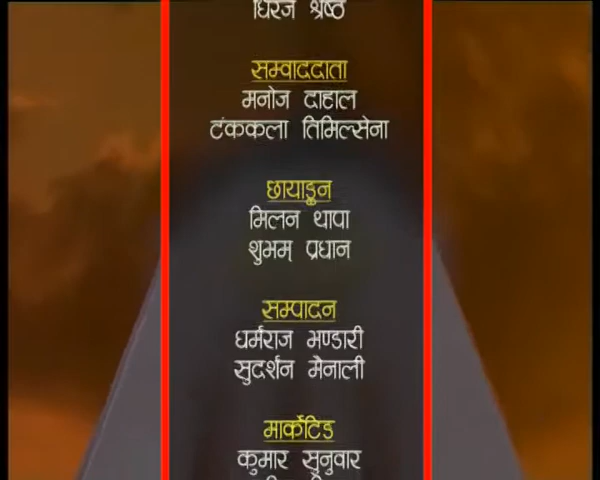 धिरज श्रेष्ठ
सम्वाददाता
मनोज दाहाल
टंककला तिमिल्सेना
छायाङ्कन
मिलन थापा
शुभम् प्रधान
सम्पादन
धर्मराज भण्डारी
सुदर्शन मैनाली
मार्केटिङ
कुमार सुनुवार